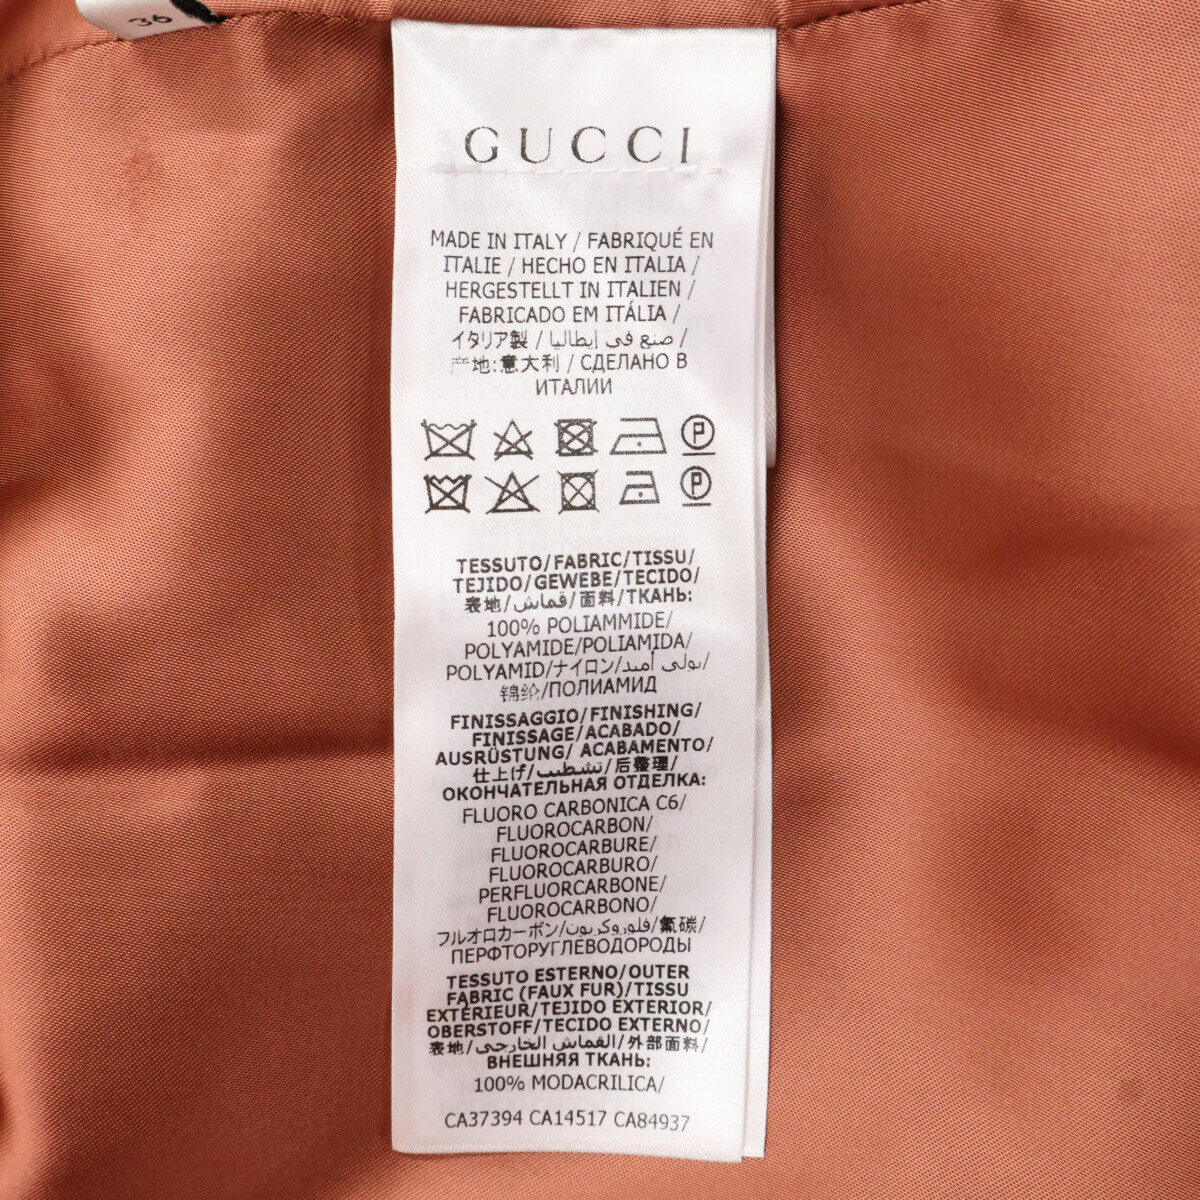 36
GUCCI
MADE IN ITALY / FABRIQUÉ EN
ITALIE / HECHO EN ITALIA /
HERGESTELLT IN ITALIEN /
FABRICADO EM ITÁLIA /
イタリア製 / صنع في إيطاليا /
产地:意大利 / СДЕЛАНО В
ИТАЛИИ
P
P
TESSUTO/FABRIC/TISSU/
TEJIDO/GEWEBE/TECIDO/
表地/قماش/面料/ТКАНЬ:
100% POLIAMMIDE/
POLYAMIDE/POLIAMIDA/
POLYAMID/ナイロン/بولي أميد/
锦纶/ПОЛИАМИД
FINISSAGGIO/FINISHING/
FINISSAGE/ACABADO/
AUSRÜSTUNG/ ACABAMENTO/
仕上げ/تشطيب/后整理/
ОКОНЧАТЕЛЬНАЯ ОТДЕЛКА:
FLUORO CARBONICA C6/
FLUOROCARBON/
FLUOROCARBURE/
FLUOROCARBURO/
PERFLUORCARBONE/
FLUOROCARBONO/
フルオロカーボン/فلوروكربون/氟碳/
ПЕРФТОРУГЛЕВОДОРОДЫ
TESSUTO ESTERNO/OUTER
FABRIC (FAUX FUR)/TISSU
EXTÉRIEUR/TEJIDO EXTERIOR/
OBERSTOFF/TECIDO EXTERNO/
表地/القماش الخارجي/外部面料/
ВНЕШНЯЯ ТКАНЬ:
100% MODACRILICA/
CA37394 CA14517 CA84937